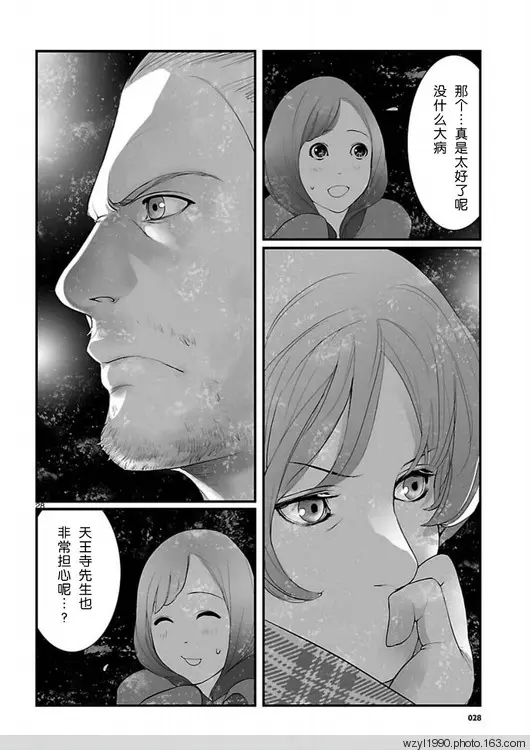 那个…真是太好了呢
没什么大病
天王寺先生也
非常担心呢…?
28
028
wzyl1990.photo.163.com